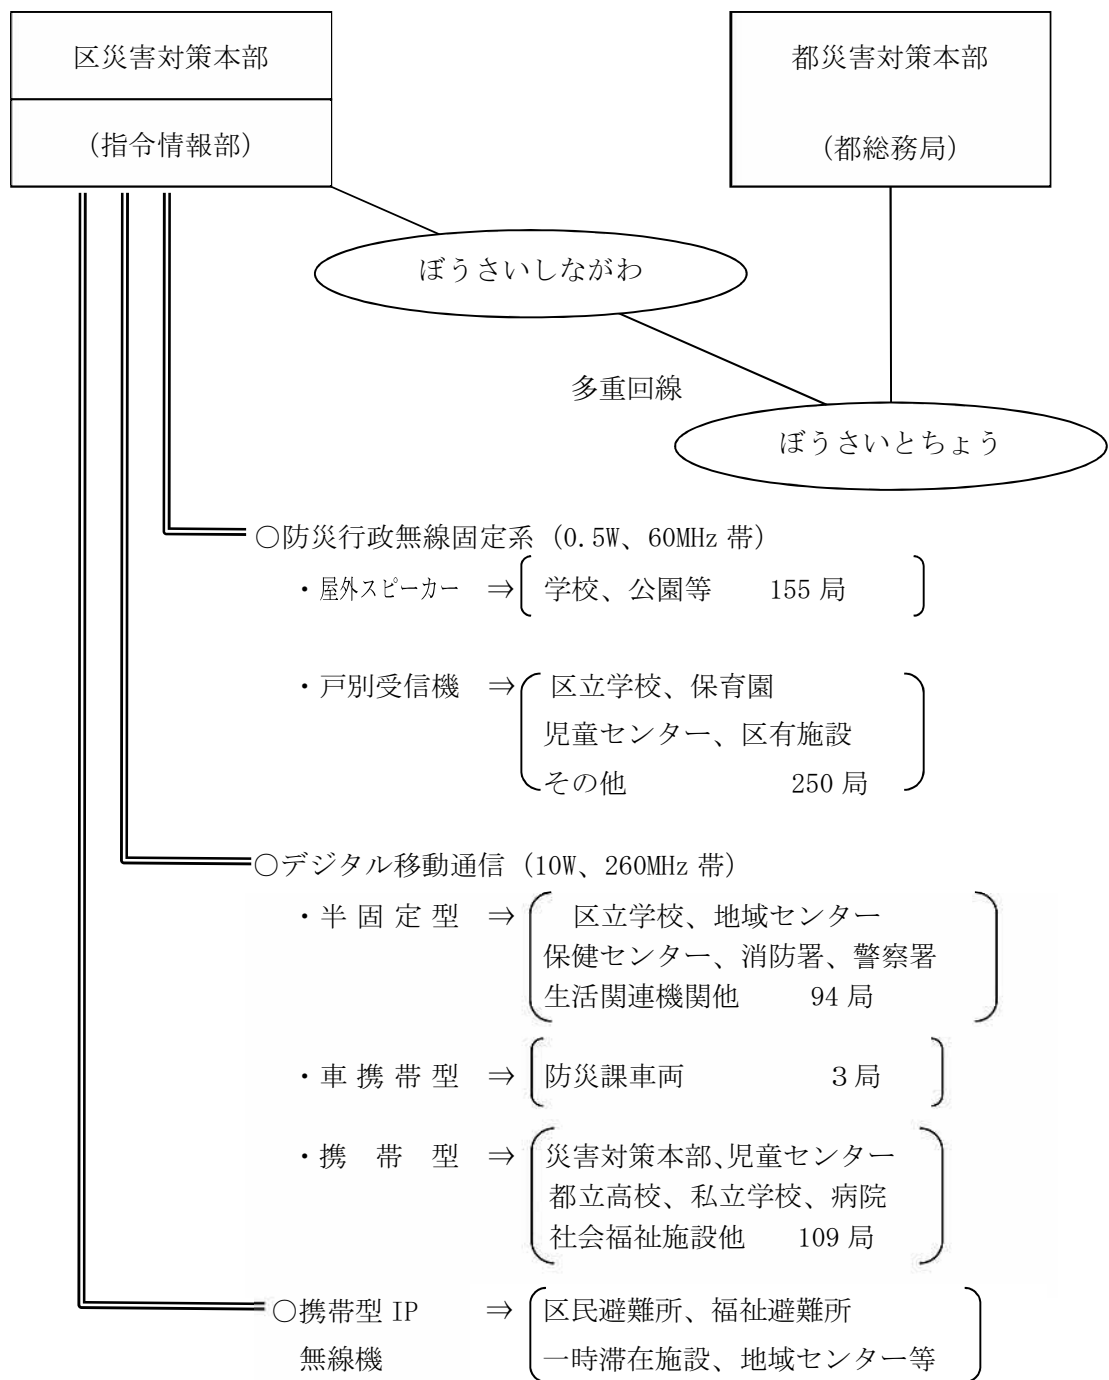 区災害対策本部
都災害対策本部
(指令情報部)
(都総務局)
ぼうさいしながわ
多重回線
ぼうさいとちょう
○防災行政無線固定系 (0.5W、60MHz 帯)
・屋外スピーカー ⇒ 学校、公園等 155 局
・戸別受信機 ⇒ 区立学校、保育園
児童センター、区有施設
その他 250 局
○デジタル移動通信 (10W、260MHz 帯)
・半 固 定 型 ⇒ 区立学校、地域センター
保健センター、消防署、警察署
生活関連機関他 94 局
・車 携 帯 型 ⇒ 防災課車両 3局
・携 帯 型 ⇒ 災害対策本部、児童センター
都立高校、私立学校、病院
社会福祉施設他 109 局
○携帯型 IP ⇒ 区民避難所、福祉避難所
無線機 一時滞在施設、地域センター等